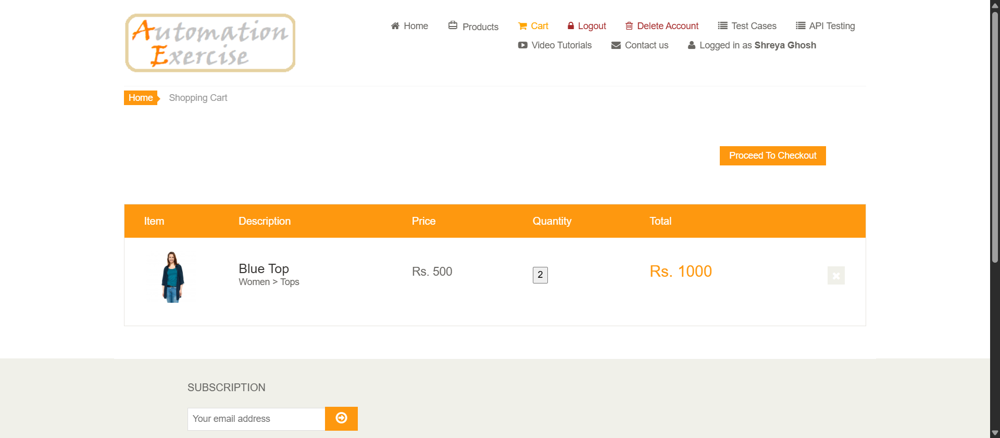 Automation
Exercise
Home Products Cart Logout Delete Account Test Cases API Testing
Video Tutorials Contact us Logged in as Shreya Ghosh
Home Shopping Cart
Proceed To Checkout
Item Description Price Quantity Total
Blue Top Rs. 500 2 Rs. 1000
Women > Tops
SUBSCRIPTION
Your email address